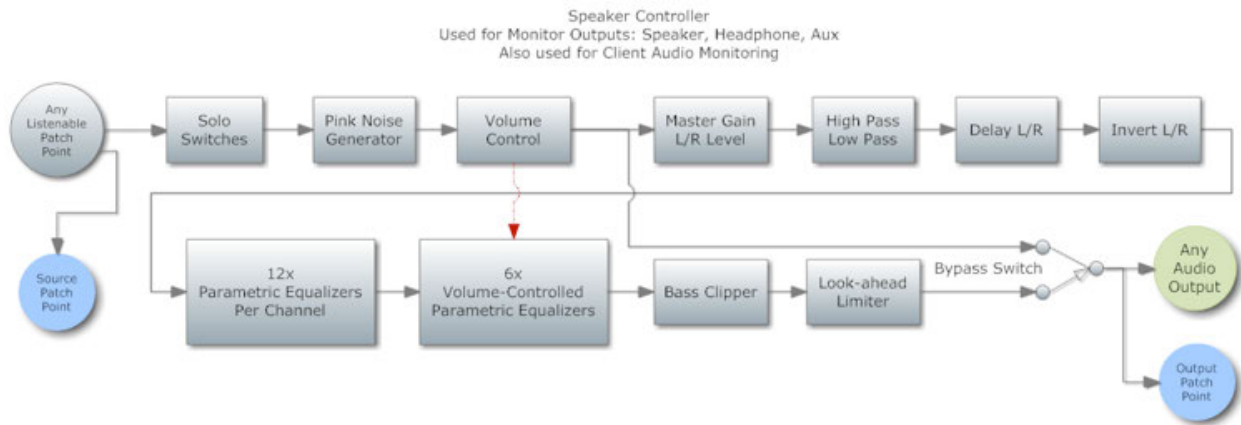 Speaker Controller
Used for Monitor Outputs: Speaker, Headphone, Aux
Also used for Client Audio Monitoring
Any
Listenable
Patch
Point
Solo
Switches
Pink Noise
Generator
Volume
Control
Master Gain
L/R Level
High Pass
Low Pass
Delay L/R
Invert L/R
Source
Patch
Point
12x
Parametric Equalizers
Per Channel
6x
Volume-Controlled
Parametric Equalizers
Bass Clipper
Look-ahead
Limiter
Bypass Switch
Any
Audio
Output
Output
Patch
Point